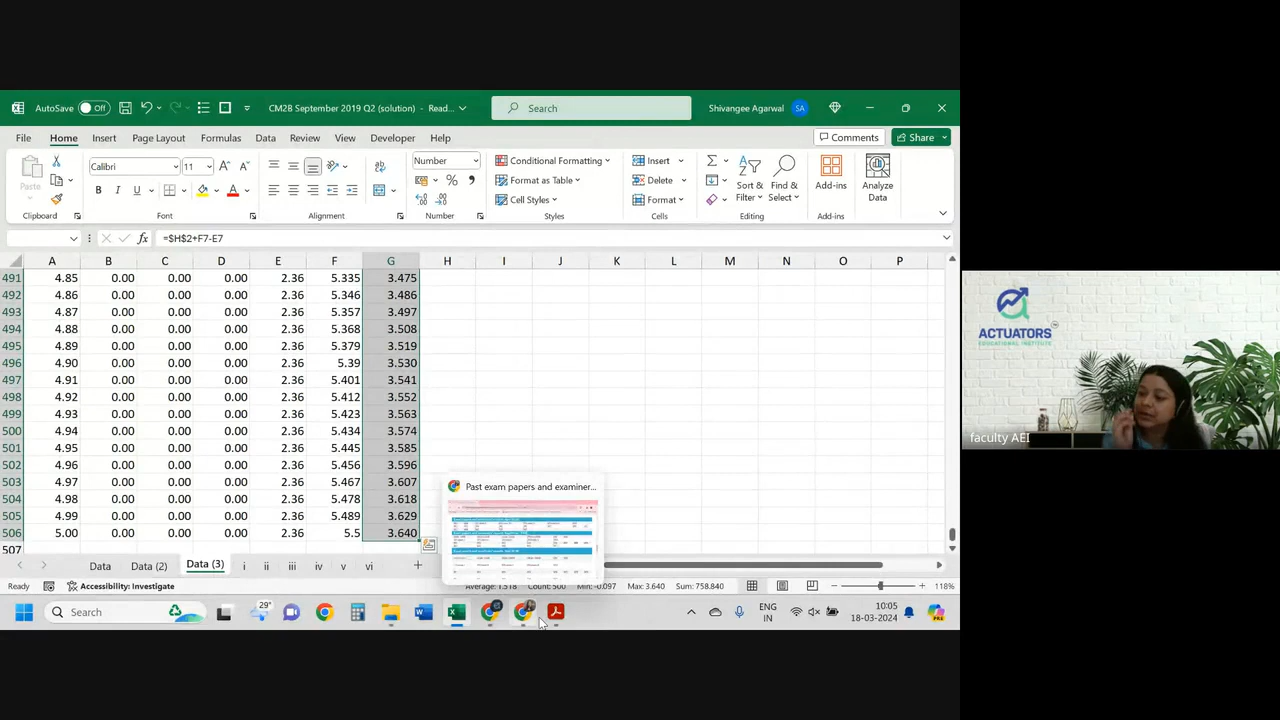 AutoSave Off CM2B September 2019 Q2 (solution) - Read... Search Shivangee Agarwal SA
File Home Insert Page Layout Formulas Data Review View Developer Help Comments Share
Paste Calibri 11 Number Conditional Formatting Insert Sort & Filter Find & Select Add-ins Analyze Data
B I U A % Format as Table Delete
Cell Styles Format
Clipboard Font Alignment Number Styles Cells Editing Add-ins
fx =$H$2+F7-E7
A B C D E F G H I J K L M N O P
491 4.85 0.00 0.00 0.00 2.36 5.335 3.475
492 4.86 0.00 0.00 0.00 2.36 5.346 3.486
493 4.87 0.00 0.00 0.00 2.36 5.357 3.497
494 4.88 0.00 0.00 0.00 2.36 5.368 3.508
495 4.89 0.00 0.00 0.00 2.36 5.379 3.519
496 4.90 0.00 0.00 0.00 2.36 5.39 3.530
497 4.91 0.00 0.00 0.00 2.36 5.401 3.541
498 4.92 0.00 0.00 0.00 2.36 5.412 3.552
499 4.93 0.00 0.00 0.00 2.36 5.423 3.563
500 4.94 0.00 0.00 0.00 2.36 5.434 3.574
501 4.95 0.00 0.00 0.00 2.36 5.445 3.585
502 4.96 0.00 0.00 0.00 2.36 5.456 3.596
503 4.97 0.00 0.00 0.00 2.36 5.467 3.607
504 4.98 0.00 0.00 0.00 2.36 5.478 3.618
505 4.99 0.00 0.00 0.00 2.36 5.489 3.629
506 5.00 0.00 0.00 0.00 2.36 5.5 3.640
507
Past exam papers and examiner...
Data Data (2) Data (3) i ii iii iv v vi
Ready Accessibility: Investigate Average: 1.518 Count: 500 Min: -0.097 Max: 3.640 Sum: 758.840 118%
Search 29° ENG IN 10:05 18-03-2024
ACTUATORS
EDUCATIONAL INSTITUTE
faculty AEI